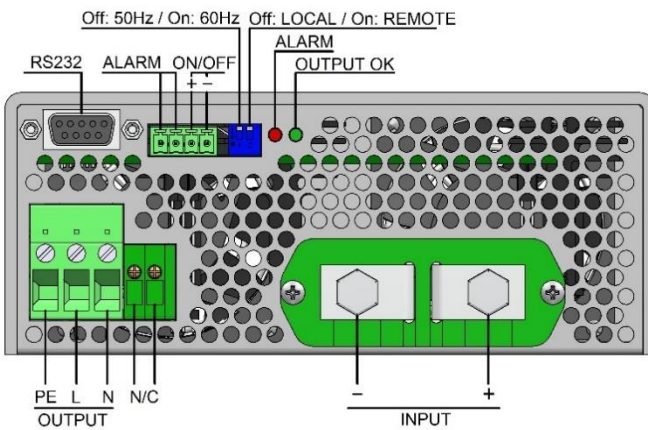 Off: 50Hz / On: 60Hz
Off: LOCAL / On: REMOTE
ALARM
RS232
ALARM
ON/OFF
OUTPUT OK
+ −
PE L N N/C
− +
OUTPUT
INPUT